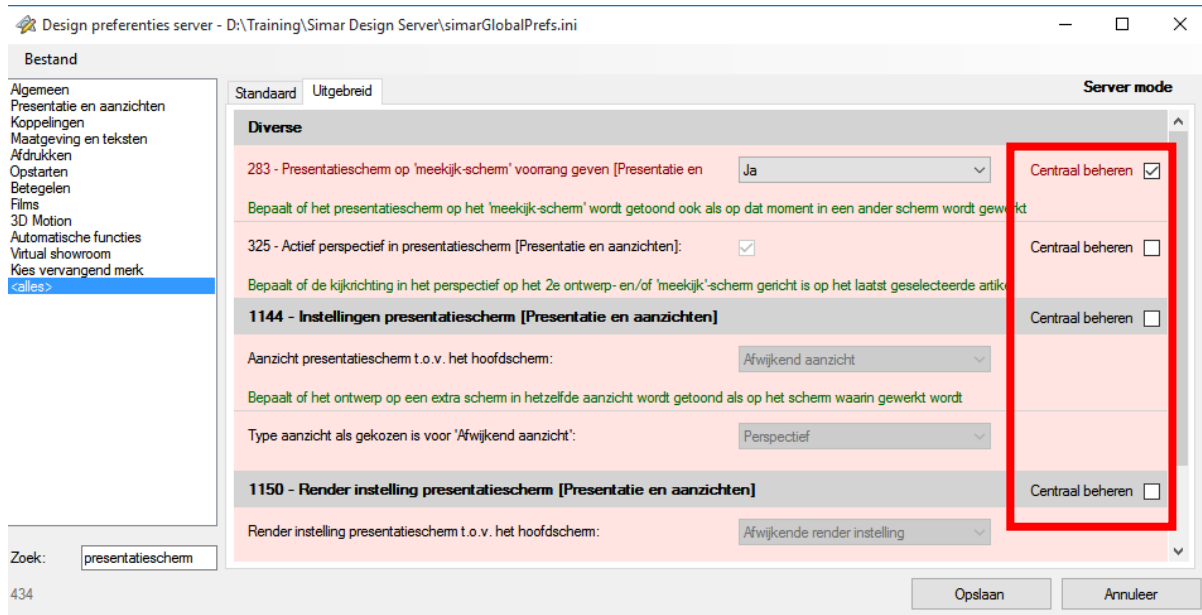 Design preferenties server - D:\Training\Simar Design Server\simarGlobalPrefs.ini
Bestand
Algemeen
Presentatie en aanzichten
Koppelingen
Maatgeving en teksten
Afdrukken
Opstarten
Betegelen
Films
3D Motion
Automatische functies
Virtual showroom
Kies vervangend merk
<alles>
Zoek: presentatiescherm
434
Standaard Uitgebreid Server mode
Diverse
283 - Presentatiescherm op 'meekijk-scherm' voorrang geven [Presentatie en Ja Centraal beheren
Bepaalt of het presentatiescherm op het 'meekijk-scherm' wordt getoond ook als op dat moment in een ander scherm wordt gewerkt
325 - Actief perspectief in presentatiescherm [Presentatie en aanzichten]: Centraal beheren
Bepaalt of de kijkrichting in het perspectief op het 2e ontwerp- en/of 'meekijk'-scherm gericht is op het laatst geselecteerde artike
1144 - Instellingen presentatiescherm [Presentatie en aanzichten] Centraal beheren
Aanzicht presentatiescherm t.o.v. het hoofdscherm: Afwijkend aanzicht
Bepaalt of het ontwerp op een extra scherm in hetzelfde aanzicht wordt getoond als op het scherm waarin gewerkt wordt
Type aanzicht als gekozen is voor 'Afwijkend aanzicht': Perspectief
1150 - Render instelling presentatiescherm [Presentatie en aanzichten] Centraal beheren
Render instelling presentatiescherm t.o.v. het hoofdscherm: Afwijkende render instelling
Opslaan Annuleer